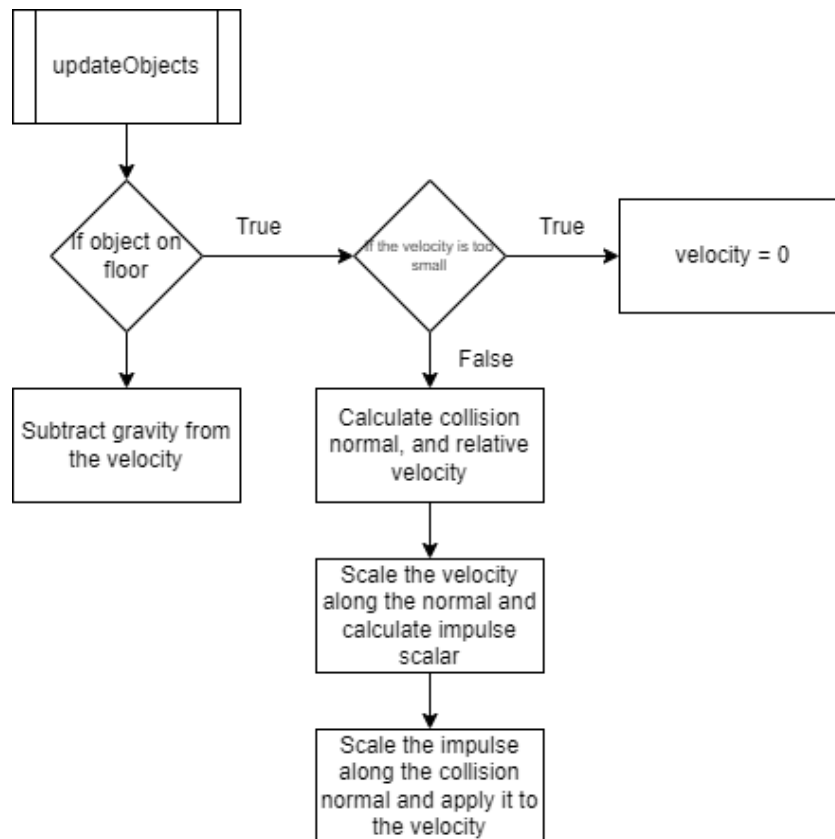 updateObjects
If object on
floor
True
If the velocity is too
small
True
velocity = 0
False
Subtract gravity from
the velocity
Calculate collision
normal, and relative
velocity
Scale the velocity
along the normal and
calculate impulse
scalar
Scale the impulse
along the collision
normal and apply it to
the velocity